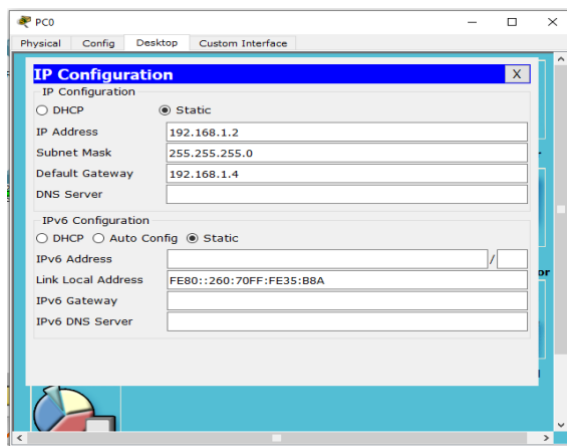 PC0
Physical Config Desktop Custom Interface
IP Configuration X
IP Configuration
DHCP Static
IP Address 192.168.1.2
Subnet Mask 255.255.255.0
Default Gateway 192.168.1.4
DNS Server
IPv6 Configuration
DHCP Auto Config Static
IPv6 Address /
Link Local Address FE80::260:70FF:FE35:B8A
IPv6 Gateway
IPv6 DNS Server
or